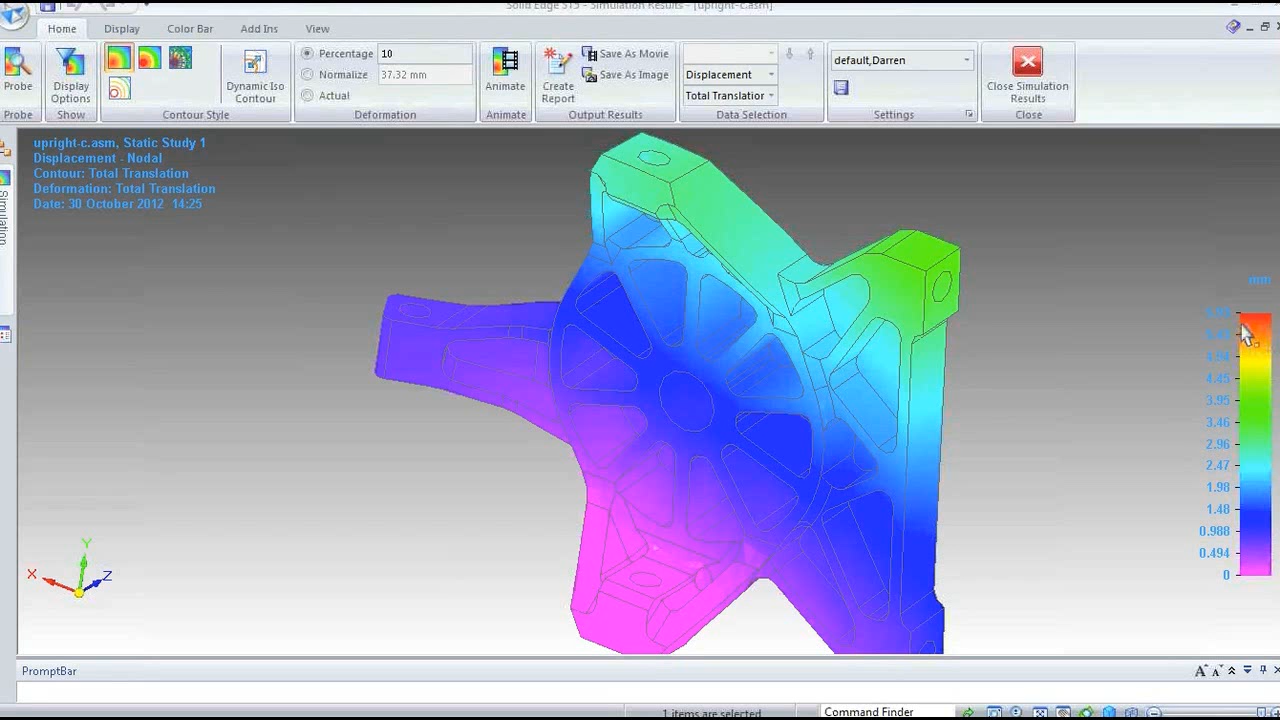 Solid Edge ST5 - Simulation Results - [upright-c.asm]
Home Display Color Bar Add Ins View
Probe
Display Options
Dynamic Iso Contour
Percentage 10
Normalize 37.32 mm
Actual
Animate
Create Report
Save As Movie
Save As Image
Displacement
Total Translation
default,Darren
Close Simulation Results
Probe Show Contour Style Deformation Animate Output Results Data Selection Settings Close
upright-c.asm, Static Study 1
Displacement - Nodal
Contour: Total Translation
Deformation: Total Translation
Date: 30 October 2012 14:25
Simulation
mm
4.94
4.45
3.95
3.46
2.96
2.47
1.98
1.48
0.988
0.494
0
Y
X
Z
PromptBar
1 items are selected
Command Finder